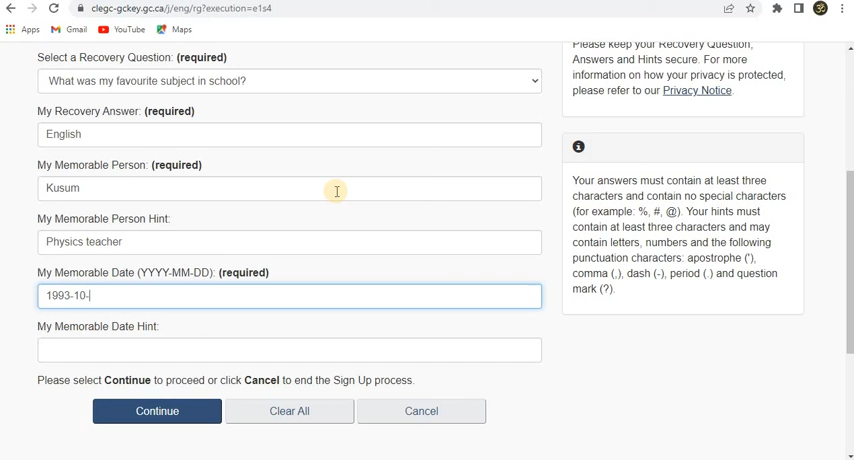 clegc-gckey.gc.ca/j/eng/rg?execution=e1s4
Apps Gmail YouTube Maps
Select a Recovery Question: (required)
What was my favourite subject in school?
My Recovery Answer: (required)
English
My Memorable Person: (required)
Kusum
My Memorable Person Hint:
Physics teacher
My Memorable Date (YYYY-MM-DD): (required)
1993-10-
My Memorable Date Hint:
Please select Continue to proceed or click Cancel to end the Sign Up process.
Continue Clear All Cancel
Please keep your Recovery Question,
Answers and Hints secure. For more
information on how your privacy is protected,
please refer to our Privacy Notice.
Your answers must contain at least three
characters and contain no special characters
(for example: %, #, @). Your hints must
contain at least three characters and may
contain letters, numbers and the following
punctuation characters: apostrophe ('),
comma (,), dash (-), period (.) and question
mark (?).